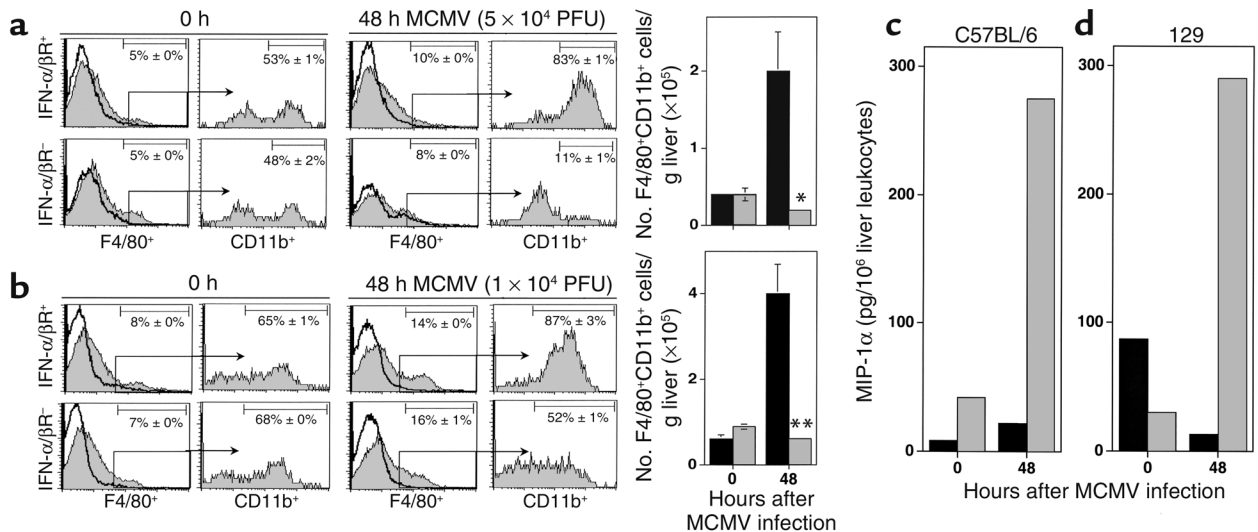 a
0 h
48 h MCMV (5 × 10⁴ PFU)
IFN-α/βR⁺
5% ± 0%
53% ± 1%
10% ± 0%
83% ± 1%
IFN-α/βR⁻
5% ± 0%
48% ± 2%
8% ± 0%
11% ± 1%
F4/80⁺
CD11b⁺
F4/80⁺
CD11b⁺
No. F4/80⁺CD11b⁺ cells/
g liver (×10⁵)
2
1
0
*
b
0 h
48 h MCMV (1 × 10⁴ PFU)
IFN-α/βR⁺
8% ± 0%
65% ± 1%
14% ± 0%
87% ± 3%
IFN-α/βR⁻
7% ± 0%
68% ± 0%
16% ± 1%
52% ± 1%
F4/80⁺
CD11b⁺
F4/80⁺
CD11b⁺
No. F4/80⁺CD11b⁺ cells/
g liver (×10⁵)
4
2
0
**
0
48
Hours after
MCMV infection
c
C57BL/6
MIP-1α (pg/10⁶ liver leukocytes)
300
200
100
0
0
48
d
129
300
200
100
0
0
48
Hours after MCMV infection